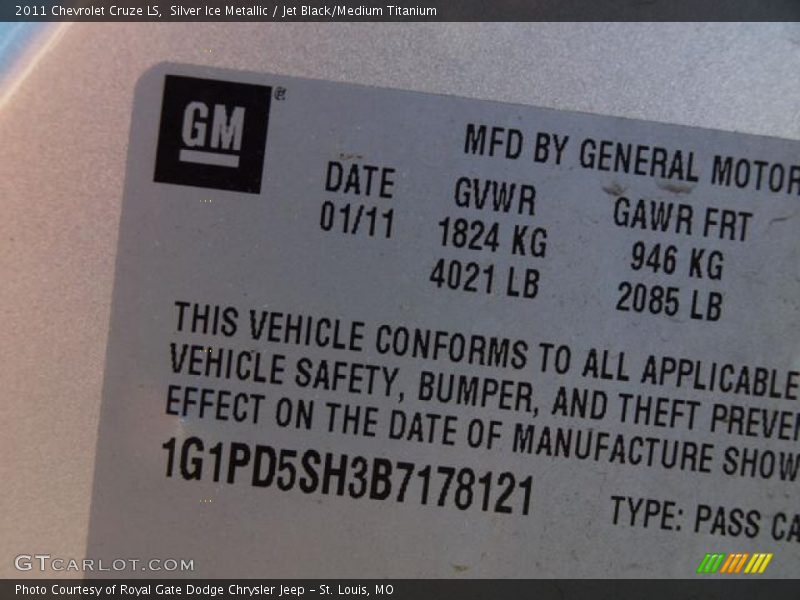 2011 Chevrolet Cruze LS,  Silver Ice Metallic / Jet Black/Medium Titanium
GM ®
MFD BY GENERAL MOTOR
DATE GVWR GAWR FRT
01/11 1824 KG 946 KG
4021 LB 2085 LB
THIS VEHICLE CONFORMS TO ALL APPLICABLE
VEHICLE SAFETY, BUMPER, AND THEFT PREVEN
EFFECT ON THE DATE OF MANUFACTURE SHOW
1G1PD5SH3B7178121
TYPE: PASS CA
GTCARLOT.COM
Photo Courtesy of Royal Gate Dodge Chrysler Jeep – St. Louis, MO